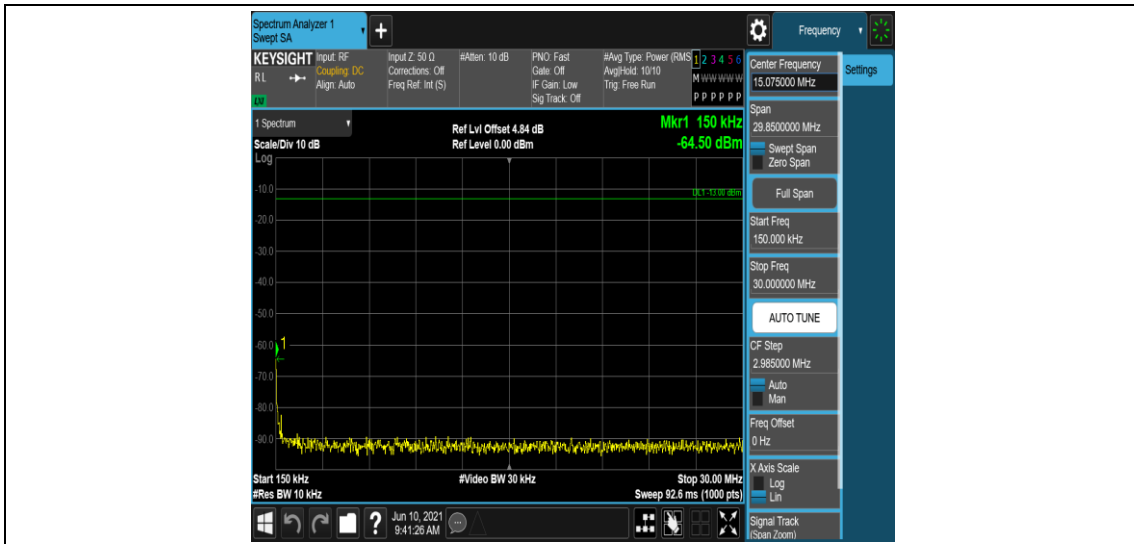 Spectrum Analyzer 1
Swept SA
Frequency
KEYSIGHT
RL
LXI
Input: RF
Coupling: DC
Align: Auto
Input Z: 50 Ω
Corrections: Off
Freq Ref: Int (S)
#Atten: 10 dB
PNO: Fast
Gate: Off
IF Gain: Low
Sig Track: Off
#Avg Type: Power (RMS
Avg|Hold: 10/10
Trig: Free Run
1 2 3 4 5 6
M W W W W W
P P P P P P
Settings
1 Spectrum
Scale/Div 10 dB
Log
Ref Lvl Offset 4.84 dB
Ref Level 0.00 dBm
Mkr1 150 kHz
-64.50 dBm
DL1 -13.00 dBm
-10.0
-20.0
-30.0
-40.0
-50.0
-60.0
-70.0
-80.0
-90.0
1
Start 150 kHz
#Res BW 10 kHz
#Video BW 30 kHz
Stop 30.00 MHz
Sweep 92.6 ms (1000 pts)
Center Frequency
15.075000 MHz
Span
29.8500000 MHz
Swept Span
Zero Span
Full Span
Start Freq
150.000 kHz
Stop Freq
30.000000 MHz
AUTO TUNE
CF Step
2.985000 MHz
Auto
Man
Freq Offset
0 Hz
X Axis Scale
Log
Lin
Signal Track
(Span Zoom)
?
Jun 10, 2021
9:41:26 AM